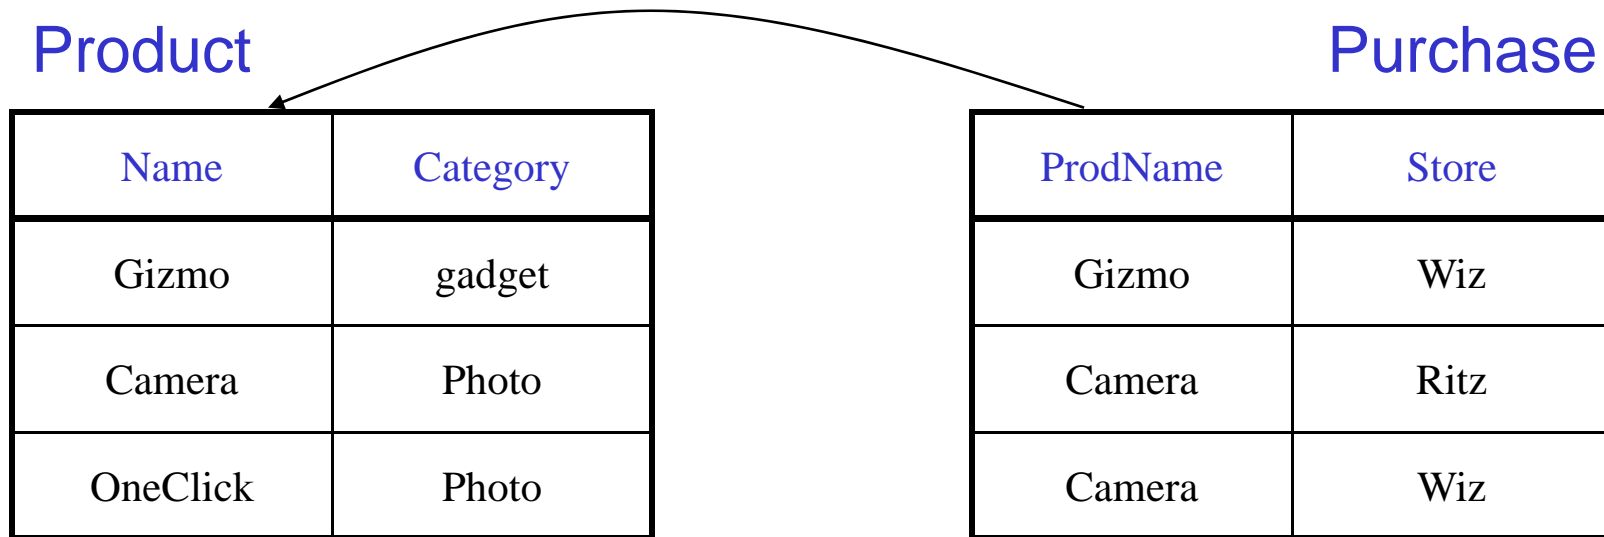 Product Purchase
Name Category ProdName Store
Gizmo gadget Gizmo Wiz
Camera Photo Camera Ritz
OneClick Photo Camera Wiz